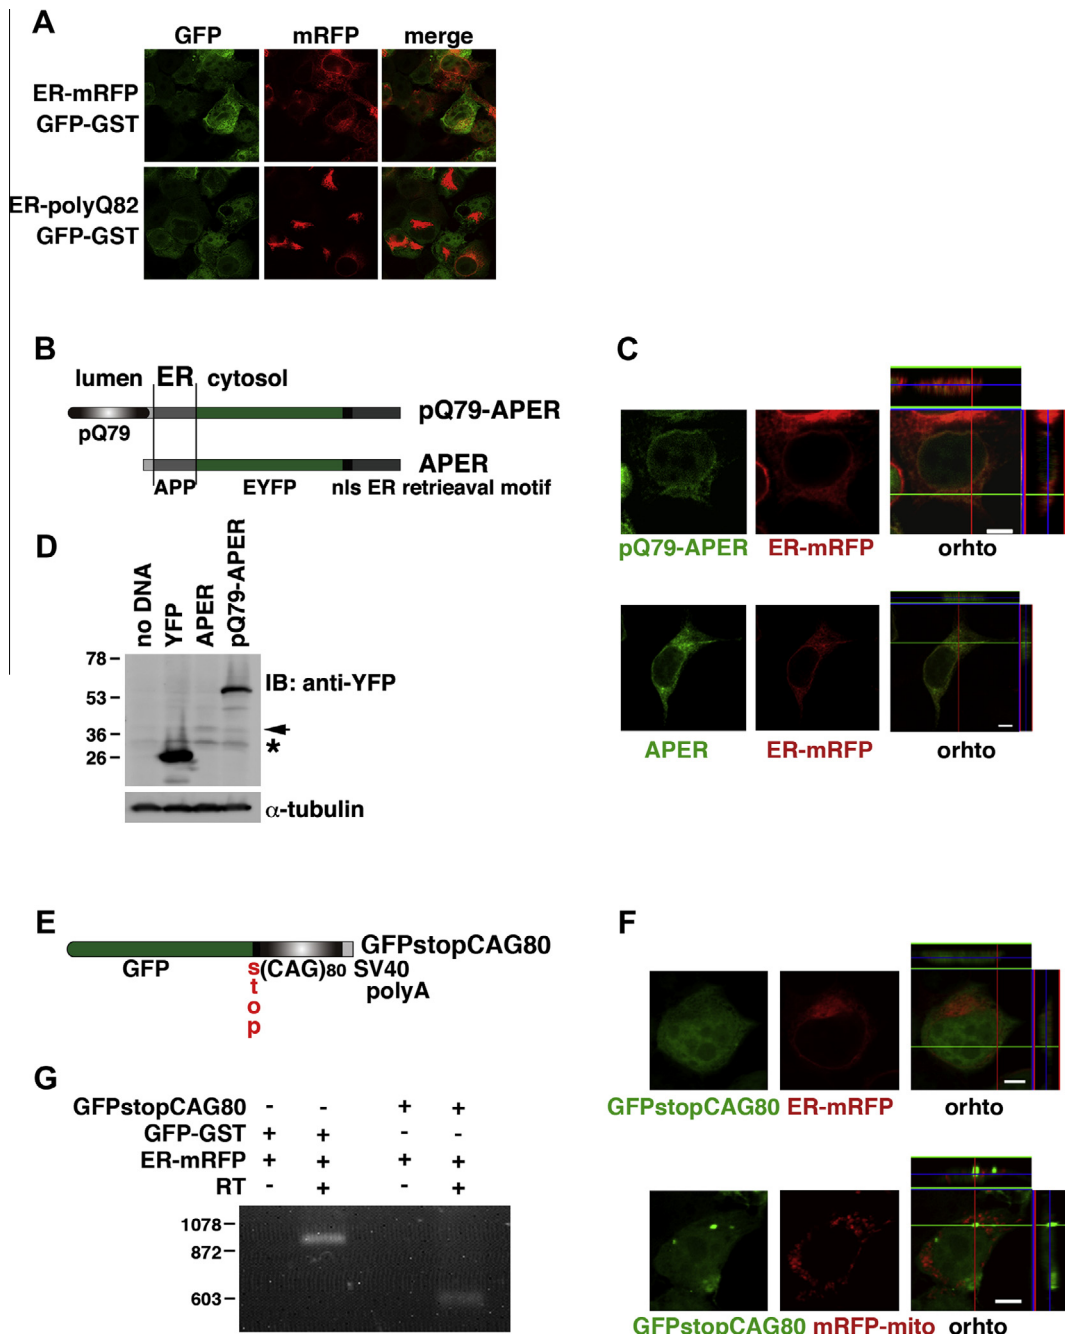 A
GFP mRFP merge
ER-mRFP
GFP-GST
ER-polyQ82
GFP-GST
B
lumen ER cytosol
pQ79-APER
pQ79
APER
APP EYFP nls ER retrieaval motif
C
pQ79-APER ER-mRFP orhto
APER ER-mRFP orhto
D
no DNA YFP APER pQ79-APER
78
53
36
26
IB: anti-YFP
*
α-tubulin
E
GFPstopCAG80
GFP stop (CAG)80 SV40
polyA
F
GFPstopCAG80 ER-mRFP orhto
GFPstopCAG80 mRFP-mito orhto
G
GFPstopCAG80 - - + +
GFP-GST + + - -
ER-mRFP + + + +
RT - + - +
1078
872
603